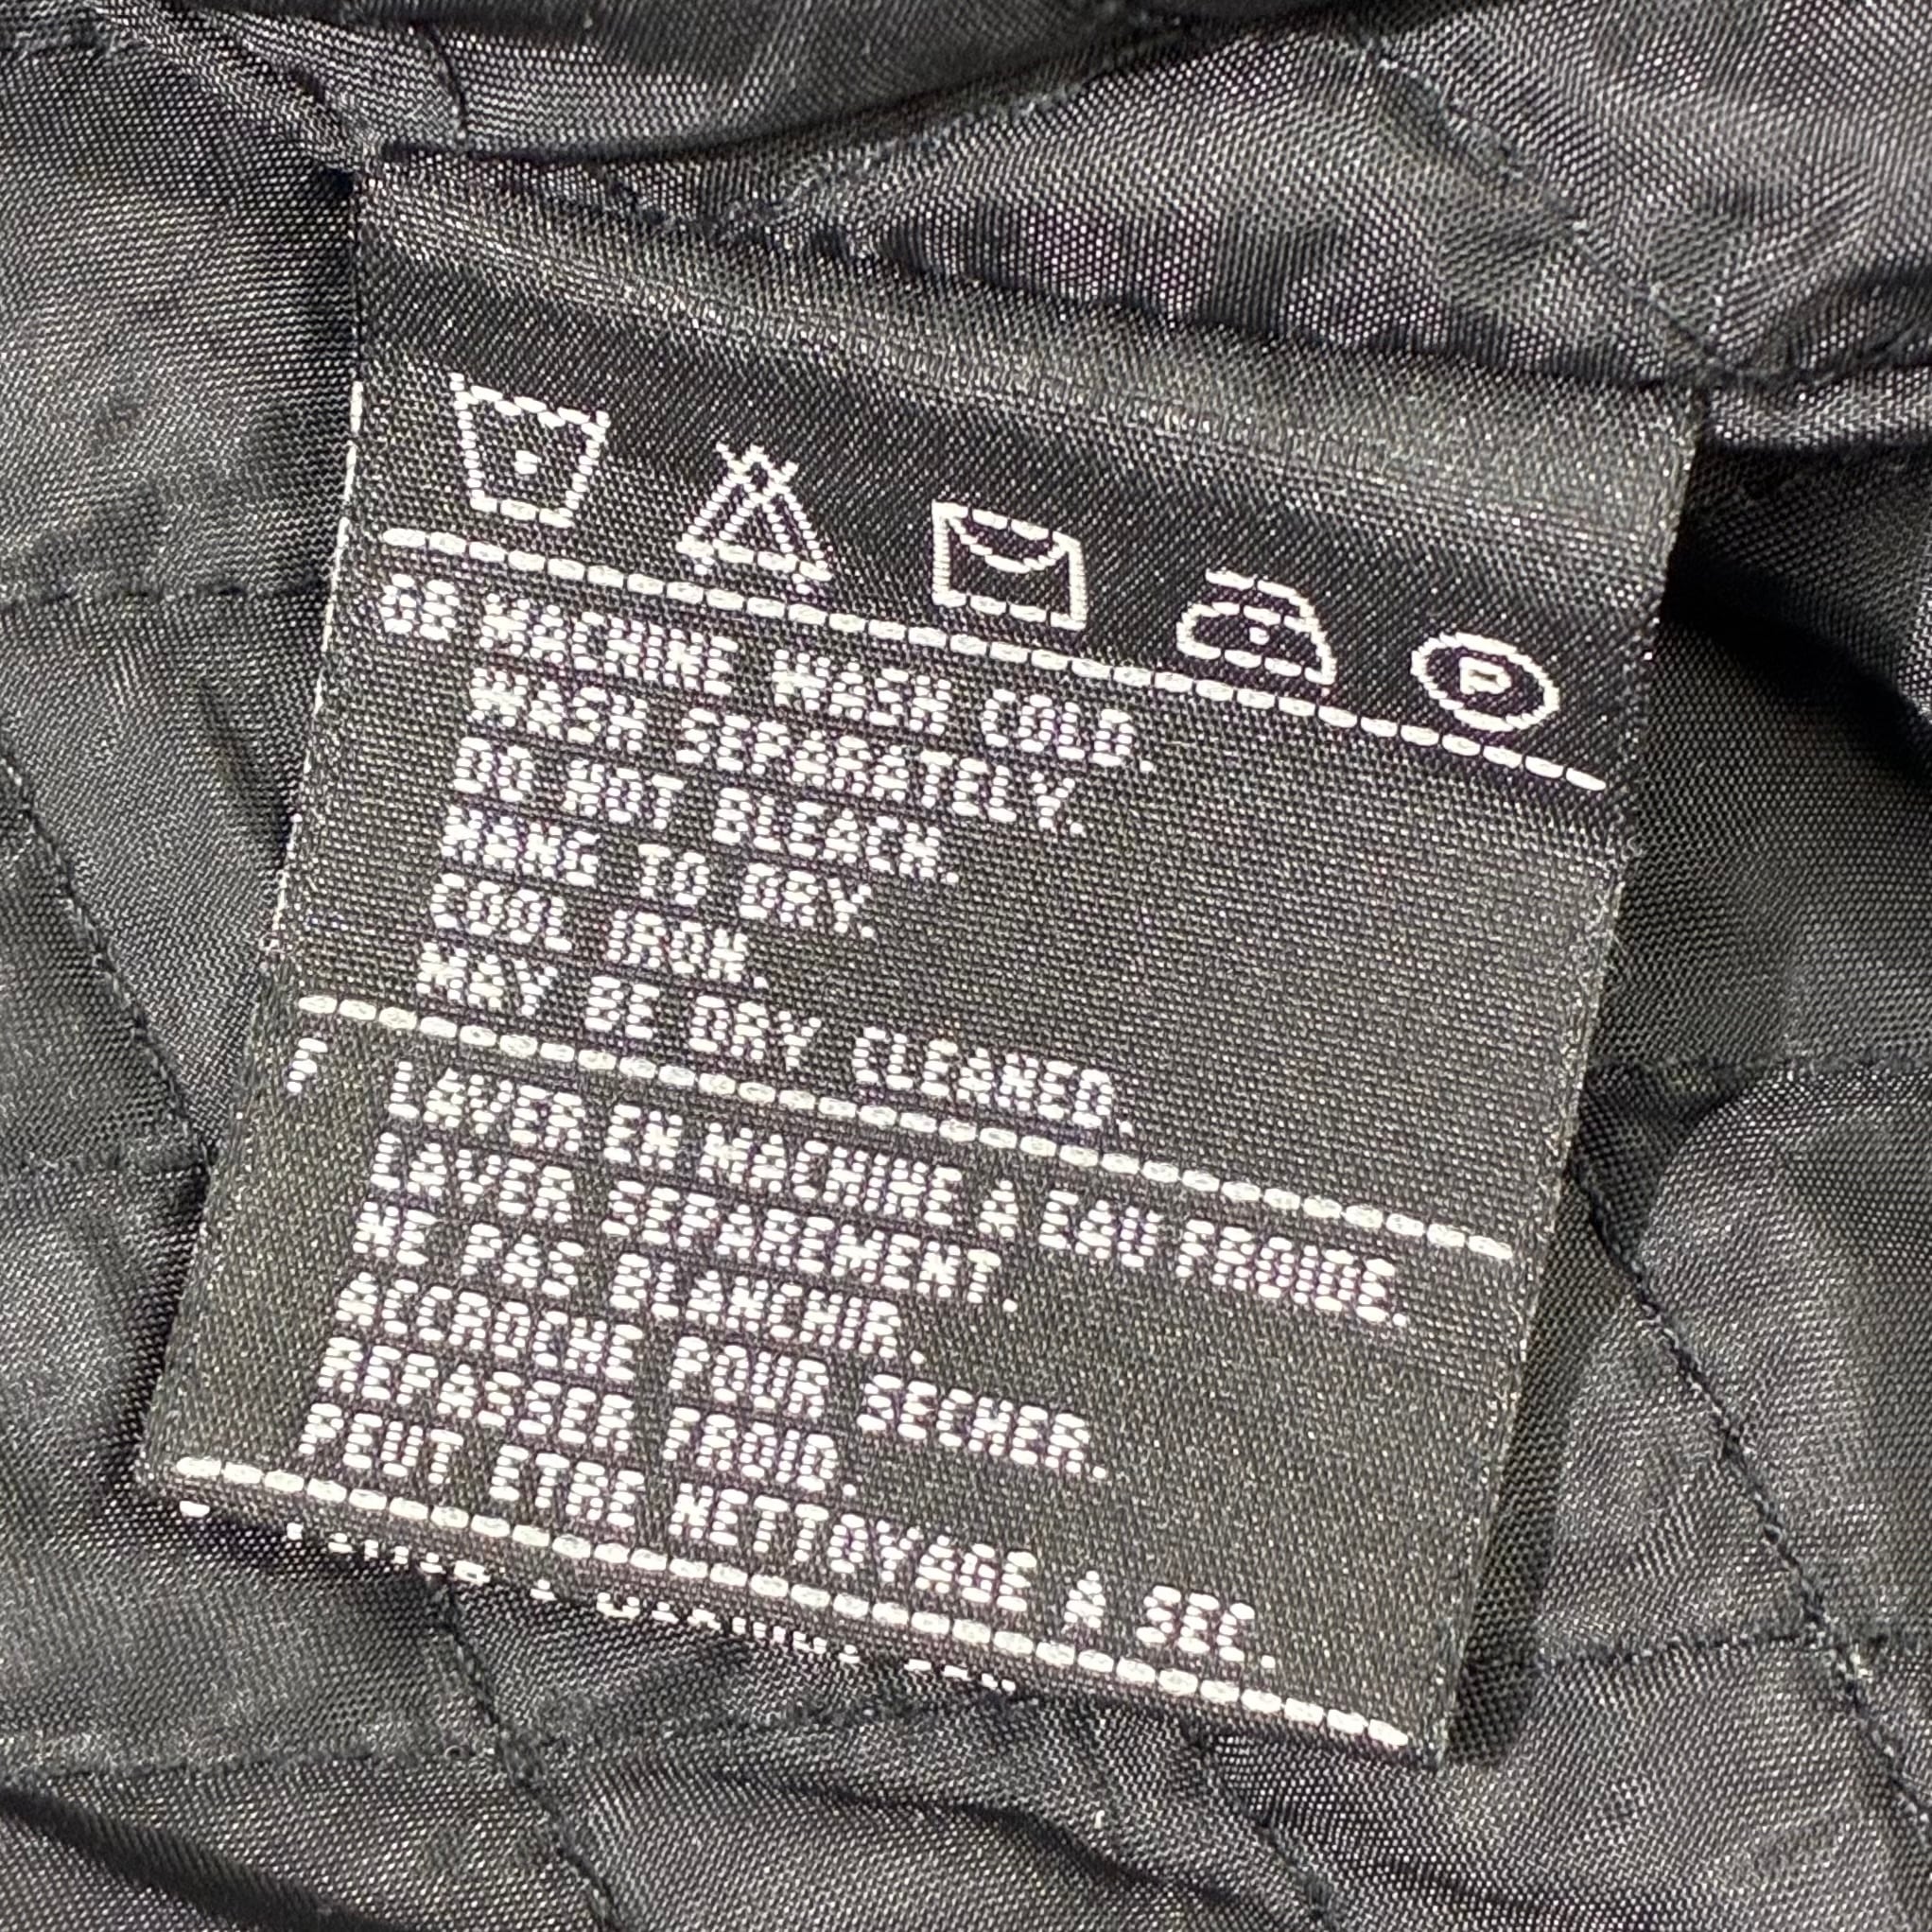 P
GB MACHINE WASH COLD.
WASH SEPARATELY.
DO NOT BLEACH.
HANG TO DRY.
COOL IRON.
MAY BE DRY CLEANED.
F LAVER EN MACHINE A EAU FROIDE.
LAVER SEPAREMENT.
NE PAS BLANCHIR.
ACCROCHE POUR SECHER.
REPASSER FROID.
PEUT ETRE NETTOYAGE A SEC.